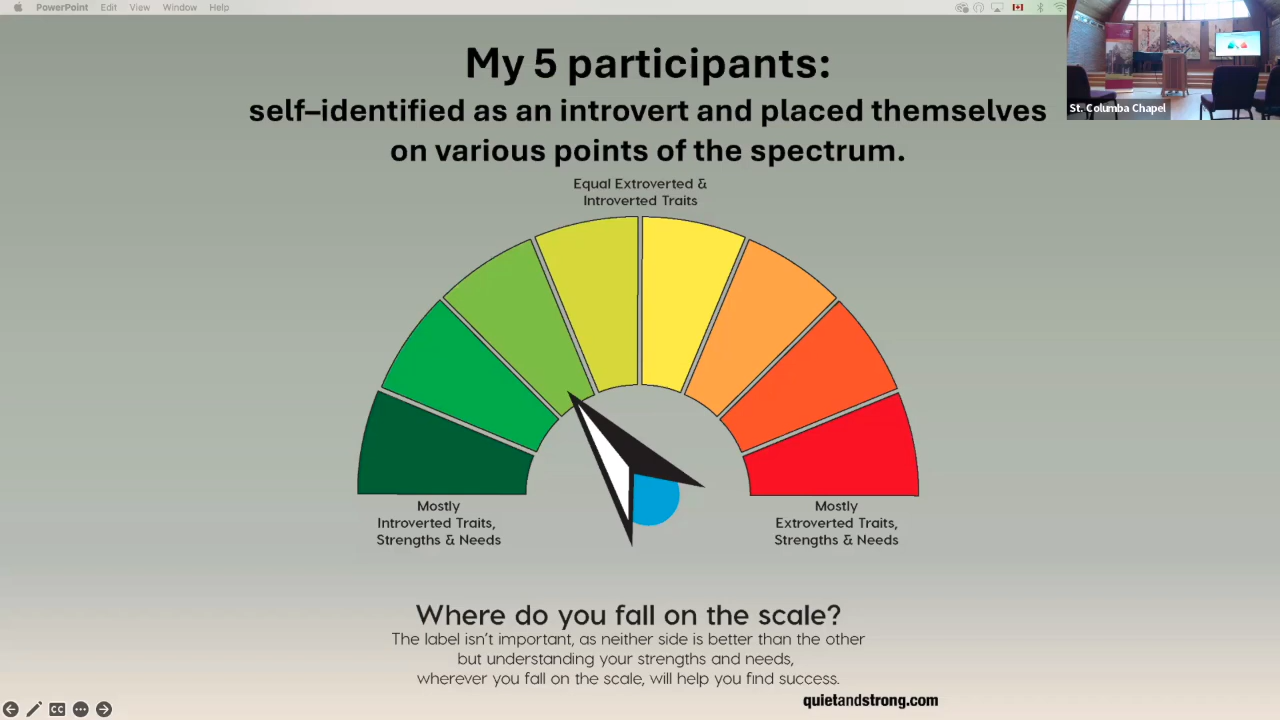 PowerPoint Edit View Window Help
My 5 participants:
self–identified as an introvert and placed themselves
on various points of the spectrum.
St. Columba Chapel
Equal Extroverted &
Introverted Traits
Mostly
Introverted Traits,
Strengths & Needs
Mostly
Extroverted Traits,
Strengths & Needs
Where do you fall on the scale?
The label isn't important, as neither side is better than the other
but understanding your strengths and needs,
wherever you fall on the scale, will help you find success.
quietandstrong.com
CC